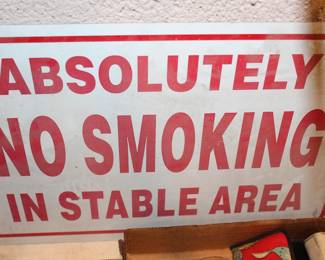 ABSOLUTELY
NO SMOKING
IN STABLE AREA